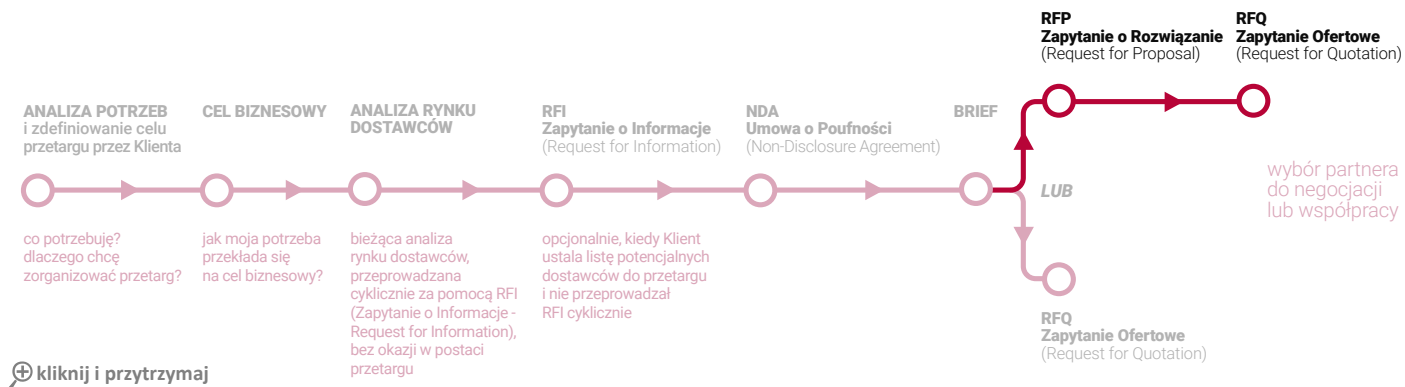 RFP
Zapytanie o Rozwiązanie
(Request for Proposal)
RFQ
Zapytanie Ofertowe
(Request for Quotation)
ANALIZA POTRZEB
i zdefiniowanie celu
przetargu przez Klienta
CEL BIZNESOWY
ANALIZA RYNKU
DOSTAWCÓW
RFI
Zapytanie o Informacje
(Request for Information)
NDA
Umowa o Poufności
(Non-Disclosure Agreement)
BRIEF
LUB
wybór partnera
do negocjacji
lub współpracy
co potrzebuję?
dlaczego chcę
zorganizować przetarg?
jak moja potrzeba
przekłada się
na cel biznesowy?
bieżąca analiza
rynku dostawców,
przeprowadzana
cyklicznie za pomocą RFI
(Zapytanie o Informacje -
Request for Information),
bez okazji w postaci
przetargu
opcjonalnie, kiedy Klient
ustala listę potencjalnych
dostawców do przetargu
i nie przeprowadzał
RFI cyklicznie
RFQ
Zapytanie Ofertowe
(Request for Quotation)
kliknij i przytrzymaj